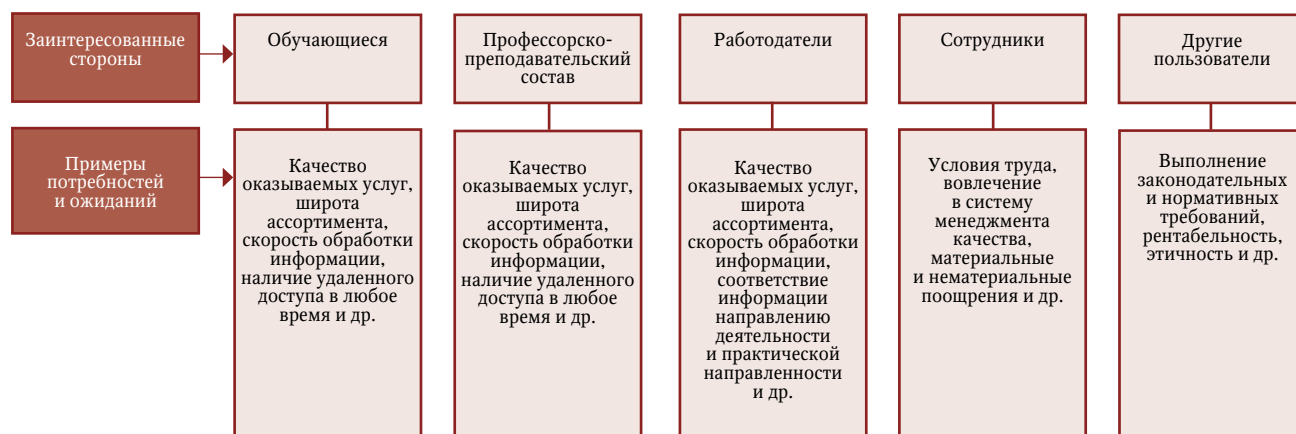 Заинтересованные
стороны
Обучающиеся
Профессорско-
преподавательский
состав
Работодатели
Сотрудники
Другие
пользователи
Примеры
потребностей
и ожиданий
Качество
оказываемых услуг,
широта
ассортимента,
скорость обработки
информации,
наличие удаленного
доступа в любое
время и др.
Качество
оказываемых услуг,
широта
ассортимента,
скорость обработки
информации,
наличие удаленного
доступа в любое
время и др.
Качество
оказываемых услуг,
широта
ассортимента,
скорость обработки
информации,
соответствие
информации
направлению
деятельности
и практической
направленности
и др.
Условия труда,
вовлечение
в систему
менеджмента
качества,
материальные
и нематериальные
поощрения и др.
Выполнение
законодательных
и нормативных
требований,
рентабельность,
этичность и др.